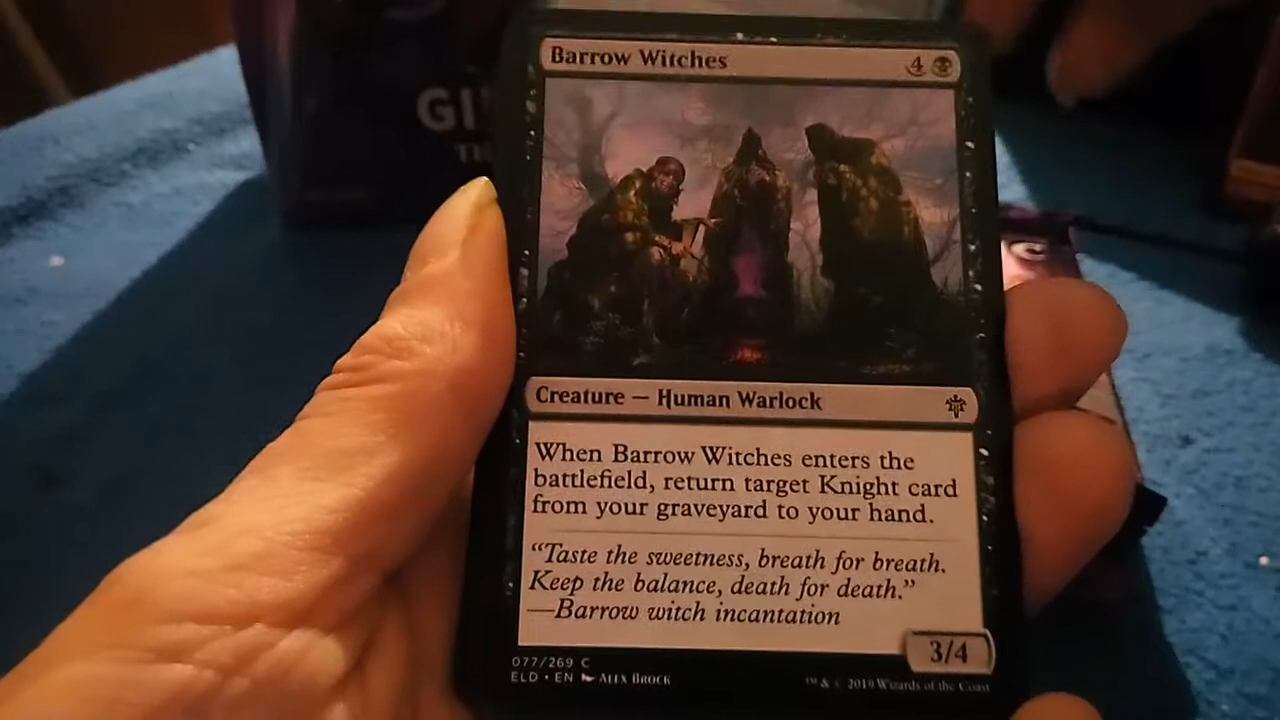 GI
T
Barrow Witches 4
Creature — Human Warlock
When Barrow Witches enters the
battlefield, return target Knight card
from your graveyard to your hand.
“Taste the sweetness, breath for breath.
Keep the balance, death for death.”
—Barrow witch incantation
3/4
077/269 C
ELD • EN ALEX BROCK
™ & © 2019 Wizards of the Coast